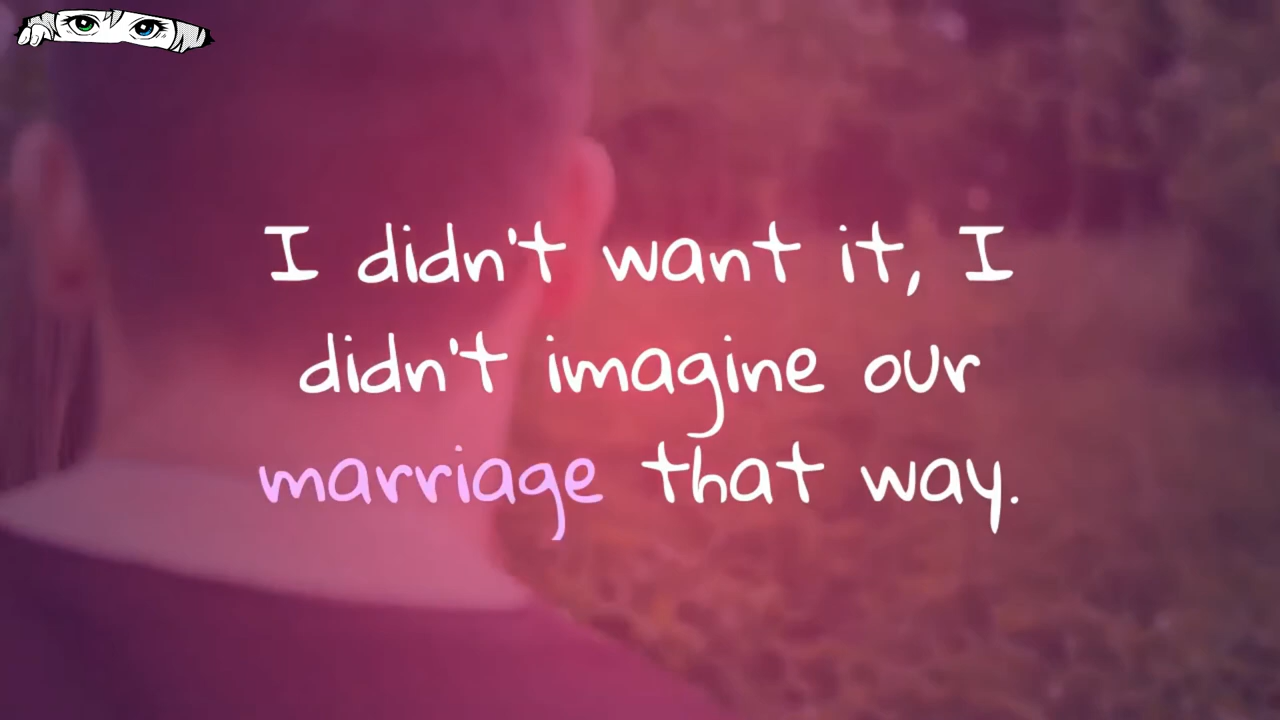 I didn't want it, I
didn't imagine our
marriage that way.